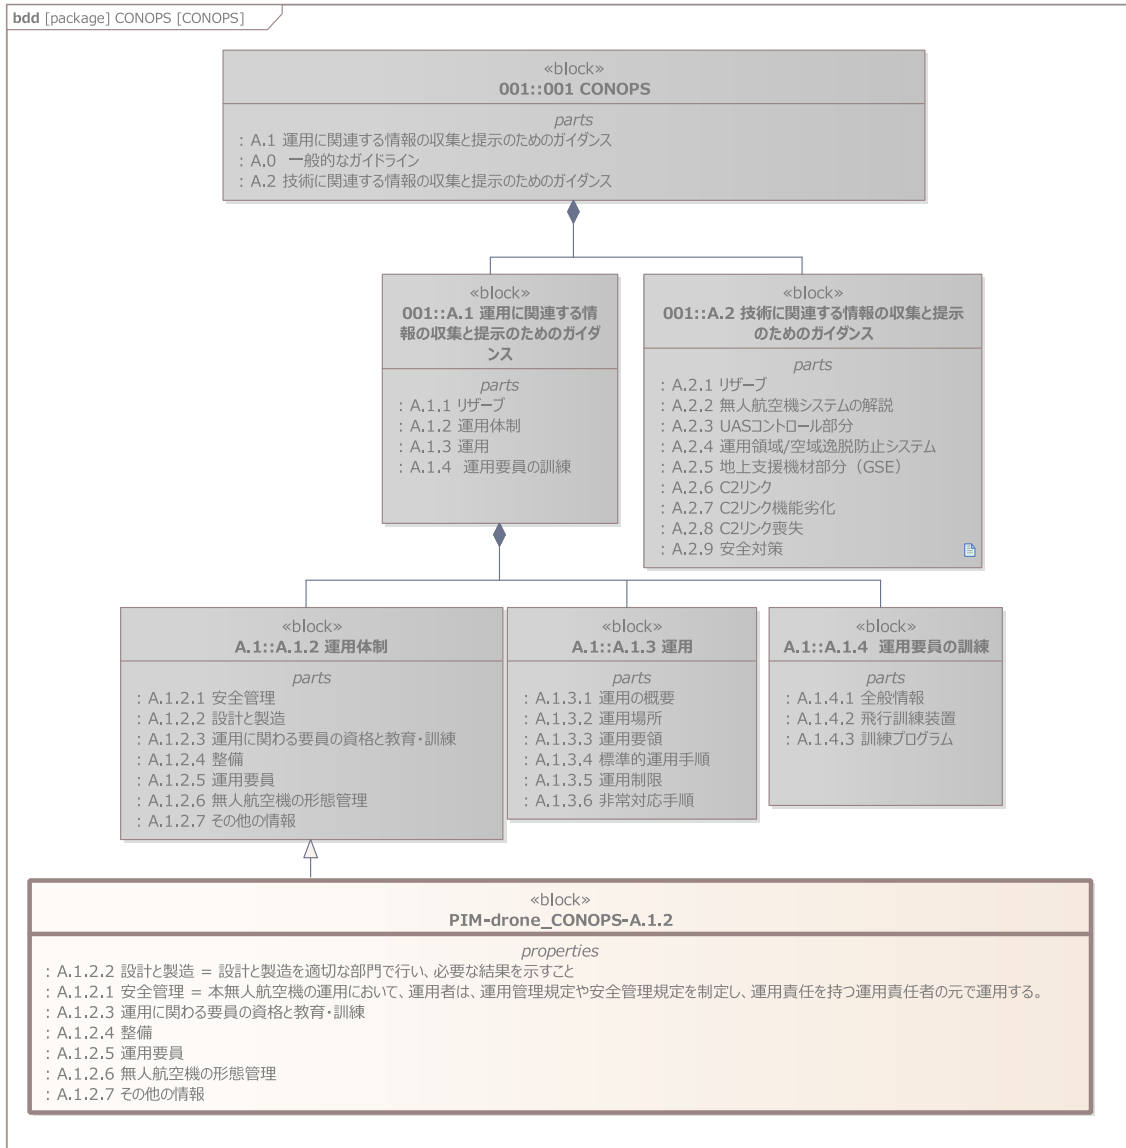 bdd [package] CONOPS [CONOPS]
«block»
001::001 CONOPS
parts
: A.1 運用に関連する情報の収集と提示のためのガイダンス
: A.0 一般的なガイドライン
: A.2 技術に関連する情報の収集と提示のためのガイダンス
«block»
001::A.1 運用に関連する情
報の収集と提示のためのガイダ
ンス
parts
: A.1.1 リザーブ
: A.1.2 運用体制
: A.1.3 運用
: A.1.4 運用要員の訓練
«block»
001::A.2 技術に関連する情報の収集と提示
のためのガイダンス
parts
: A.2.1 リザーブ
: A.2.2 無人航空機システムの解説
: A.2.3 UASコントロール部分
: A.2.4 運用領域/空域逸脱防止システム
: A.2.5 地上支援機材部分（GSE）
: A.2.6 C2リンク
: A.2.7 C2リンク機能劣化
: A.2.8 C2リンク喪失
: A.2.9 安全対策
«block»
A.1::A.1.2 運用体制
parts
: A.1.2.1 安全管理
: A.1.2.2 設計と製造
: A.1.2.3 運用に関わる要員の資格と教育・訓練
: A.1.2.4 整備
: A.1.2.5 運用要員
: A.1.2.6 無人航空機の形態管理
: A.1.2.7 その他の情報
«block»
A.1::A.1.3 運用
parts
: A.1.3.1 運用の概要
: A.1.3.2 運用場所
: A.1.3.3 運用要領
: A.1.3.4 標準的運用手順
: A.1.3.5 運用制限
: A.1.3.6 非常対応手順
«block»
A.1::A.1.4 運用要員の訓練
parts
: A.1.4.1 全般情報
: A.1.4.2 飛行訓練装置
: A.1.4.3 訓練プログラム
«block»
PIM-drone_CONOPS-A.1.2
properties
: A.1.2.2 設計と製造 = 設計と製造を適切な部門で行い、必要な結果を示すこと
: A.1.2.1 安全管理 = 本無人航空機の運用において、運用者は、運用管理規定や安全管理規定を制定し、運用責任を持つ運用責任者の元で運用する。
: A.1.2.3 運用に関わる要員の資格と教育・訓練
: A.1.2.4 整備
: A.1.2.5 運用要員
: A.1.2.6 無人航空機の形態管理
: A.1.2.7 その他の情報